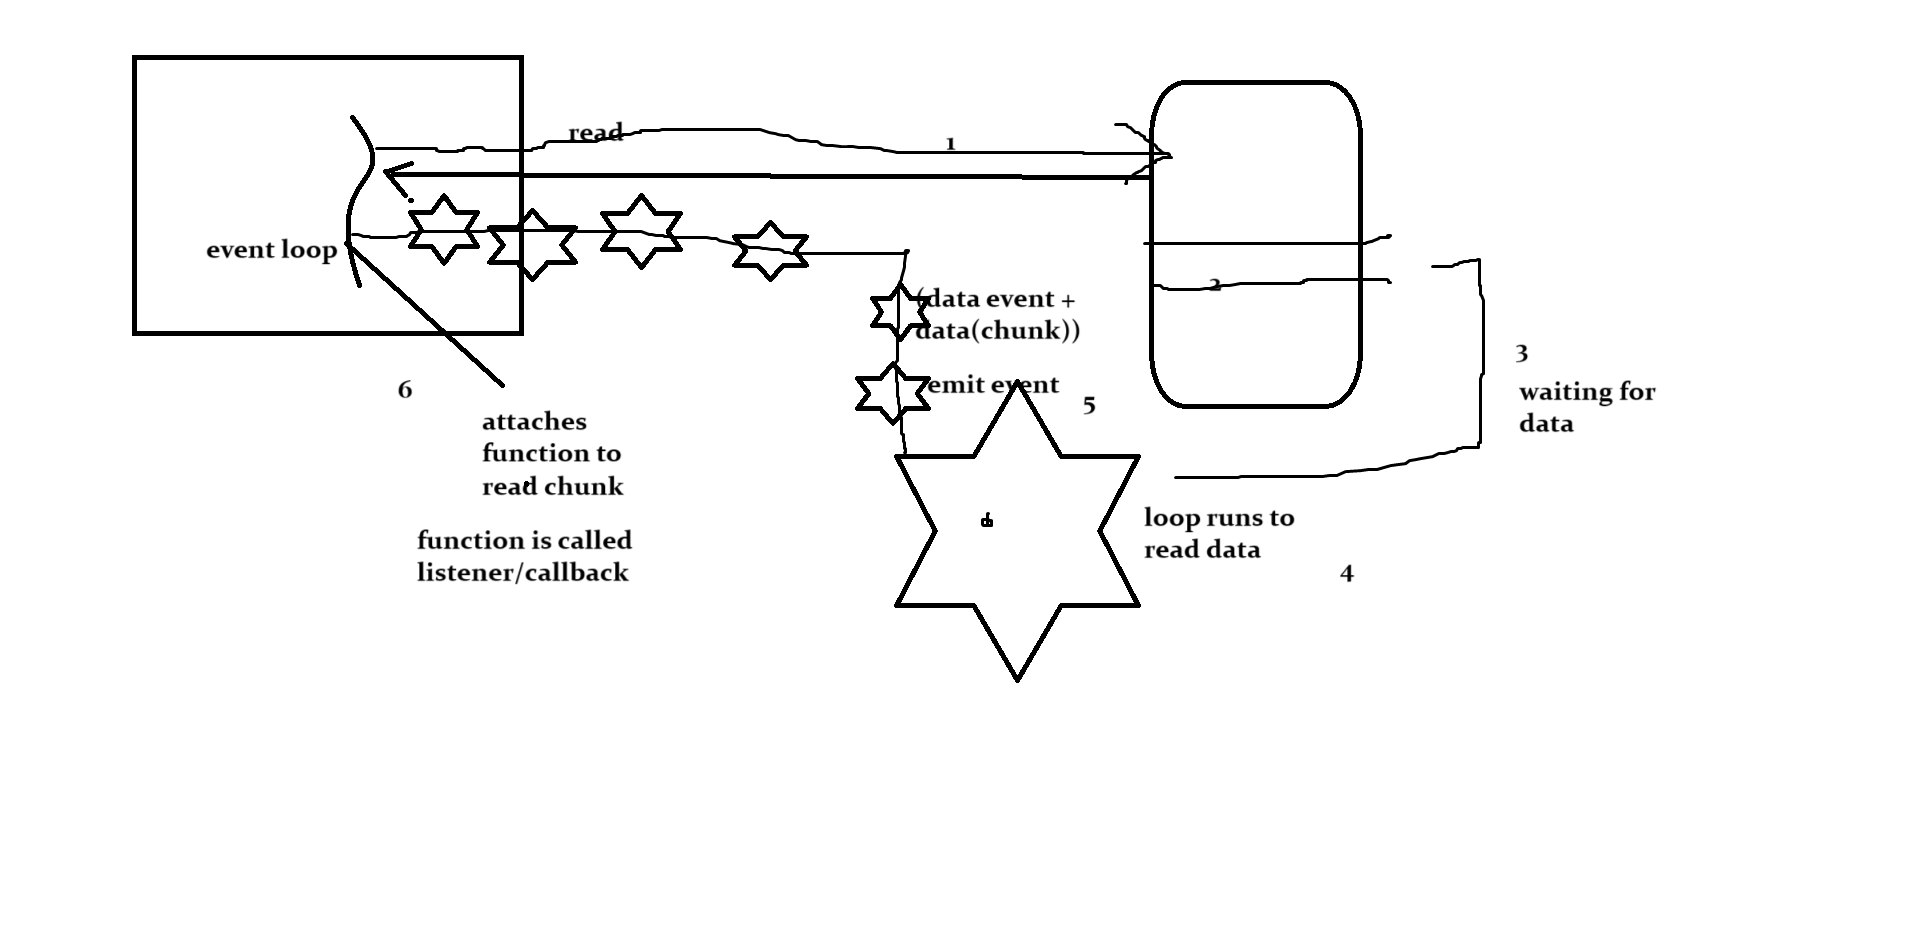 read
1
event loop
2
(data event +
data(chunk))
emit event
5
3
waiting for
data
6
attaches
function to
read chunk
function is called
listener/callback
loop runs to
read data
4